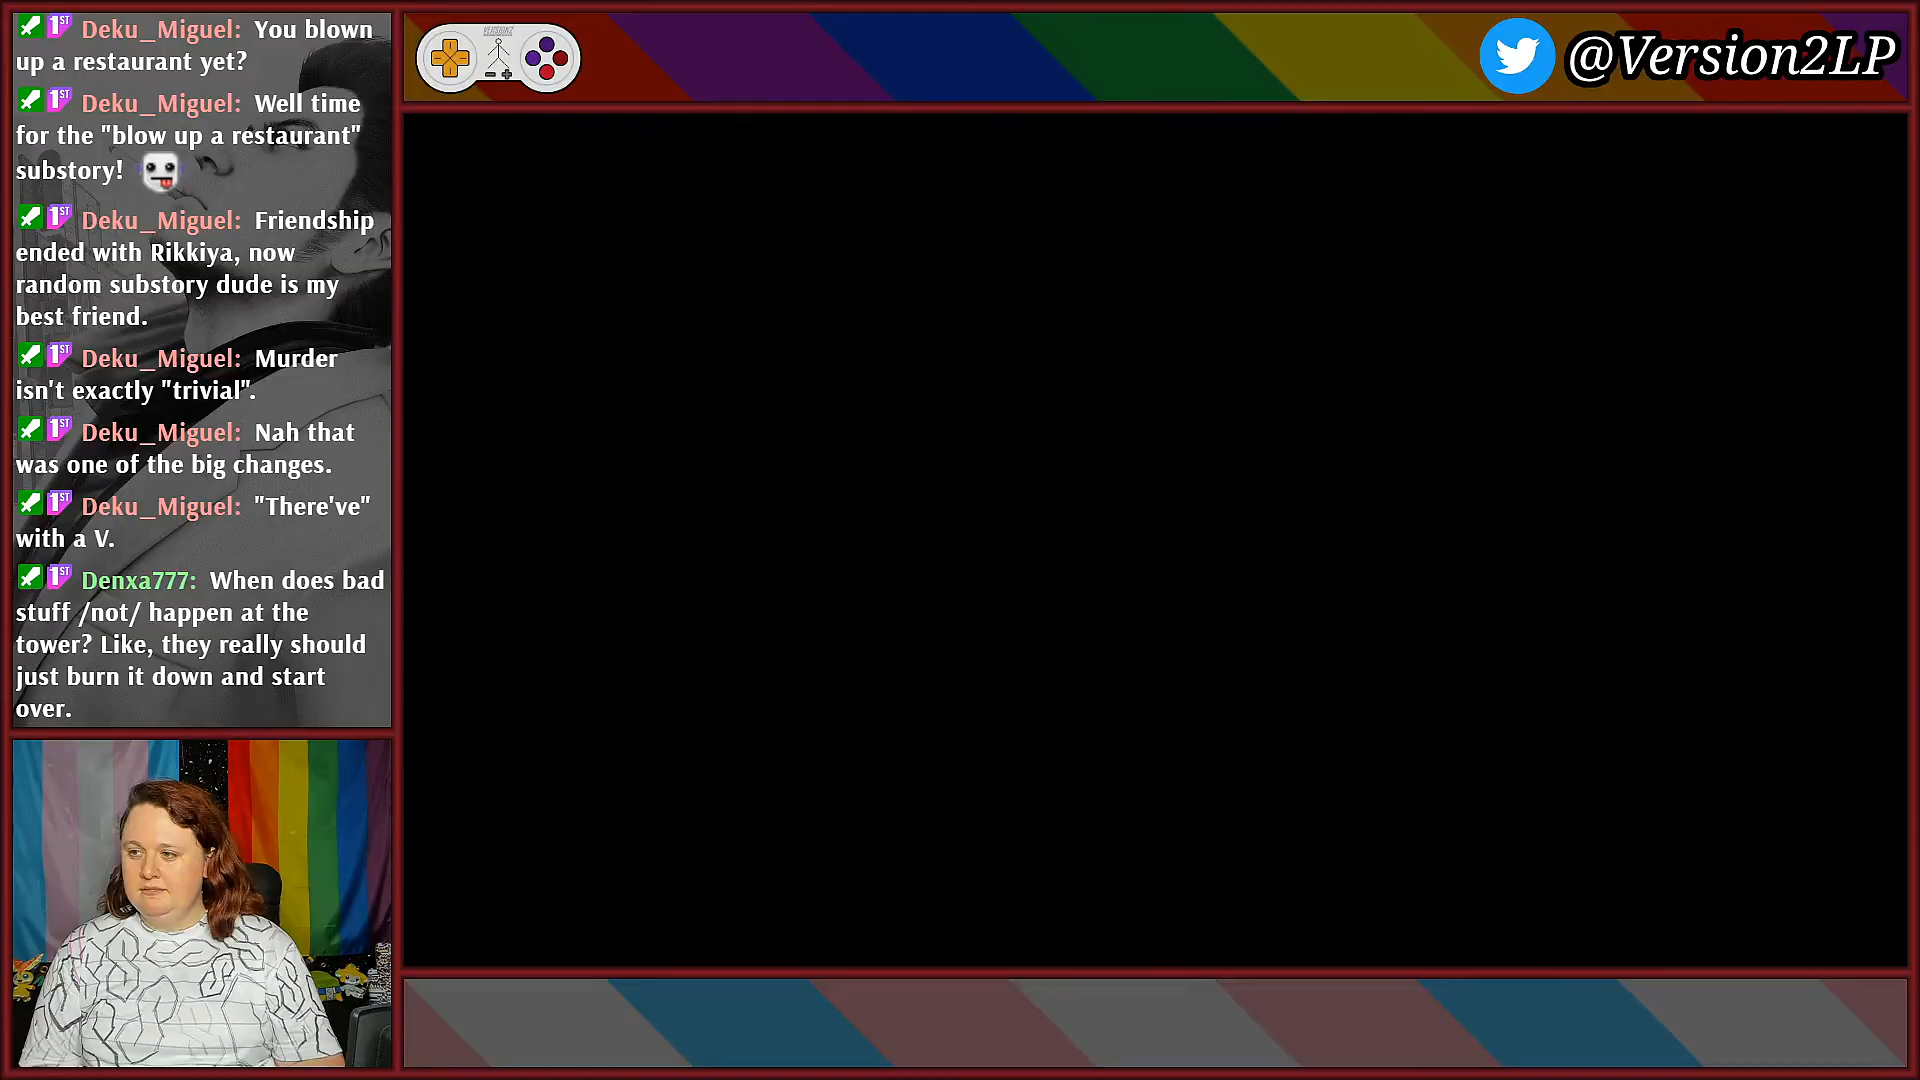 Deku_Miguel: You blown
up a restaurant yet?
Deku_Miguel: Well time
for the "blow up a restaurant"
substory!
Deku_Miguel: Friendship
ended with Rikkiya, now
random substory dude is my
best friend.
Deku_Miguel: Murder
isn't exactly "trivial".
Deku_Miguel: Nah that
was one of the big changes.
Deku_Miguel: "There've"
with a V.
Denxa777: When does bad
stuff /not/ happen at the
tower? Like, they really should
just burn it down and start
over.
VERSION2
@Version2LP